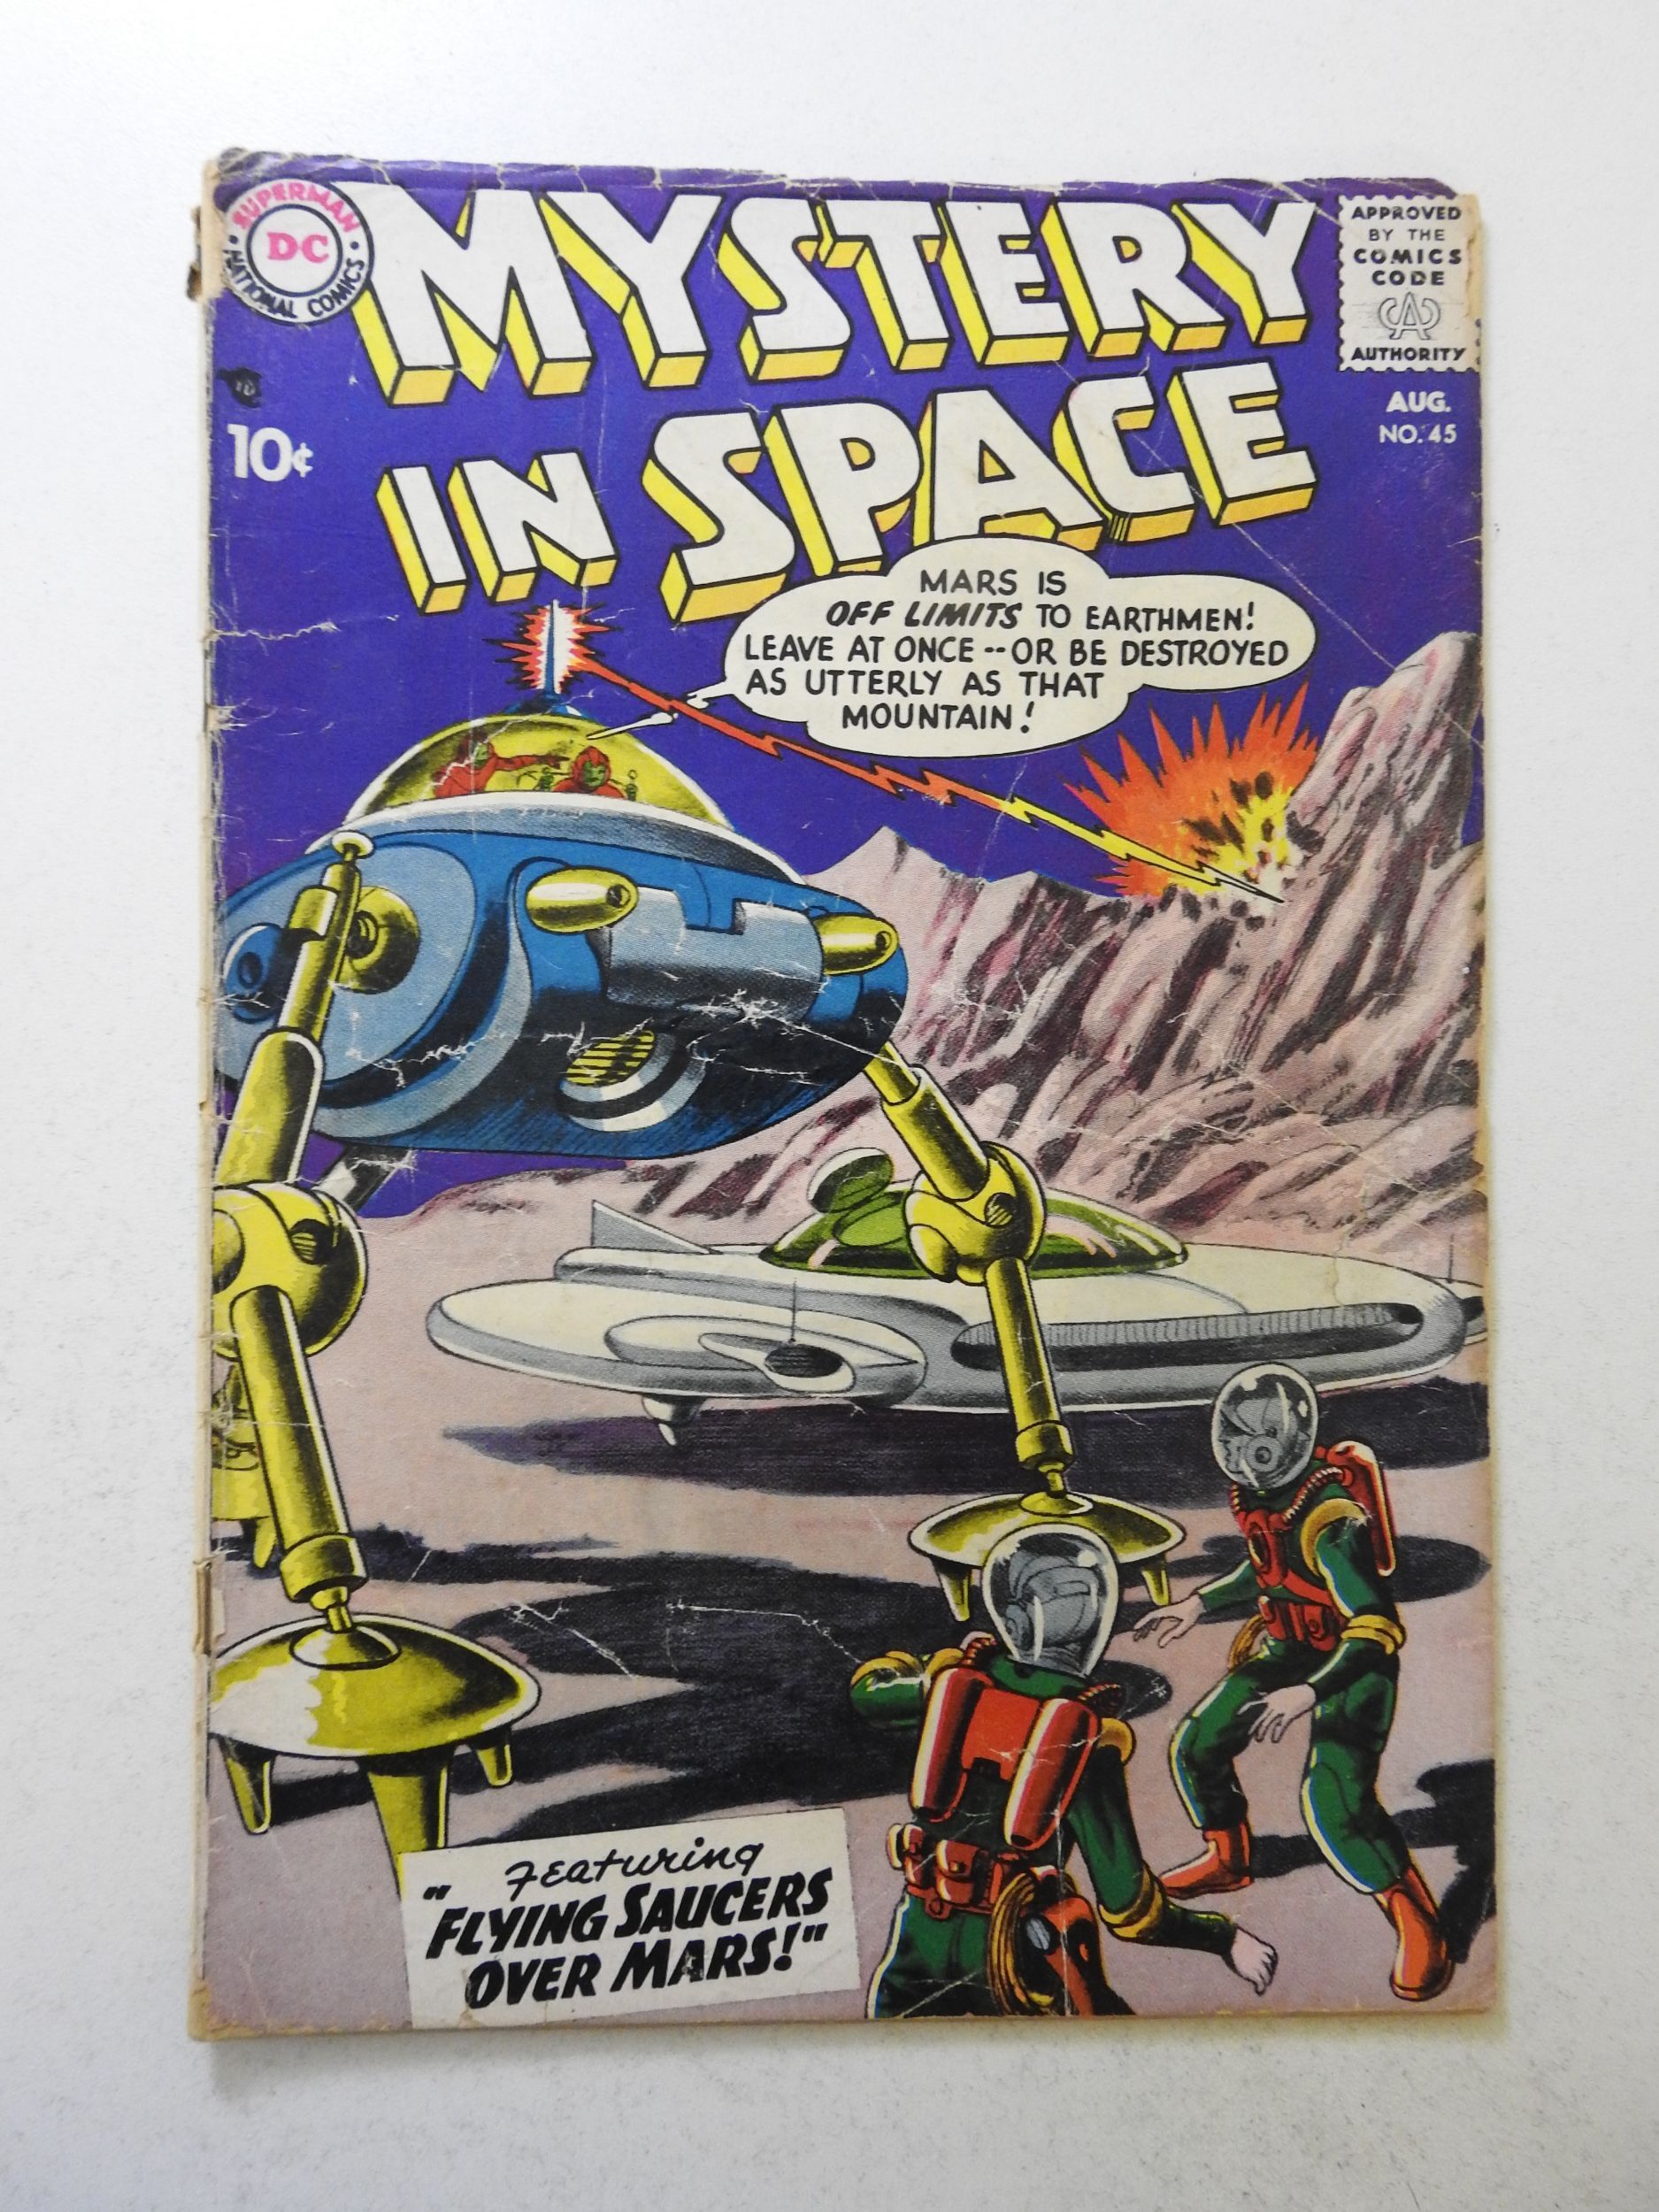 SUPERMAN
DC
NATIONAL COMICS
MYSTERY
IN SPACE
APPROVED
BY THE
COMICS
CODE
CA
AUTHORITY
AUG.
NO. 45
10¢
MARS IS
OFF LIMITS TO EARTHMEN!
LEAVE AT ONCE--OR BE DESTROYED
AS UTTERLY AS THAT
MOUNTAIN!
Featuring
"FLYING SAUCERS
OVER MARS!"